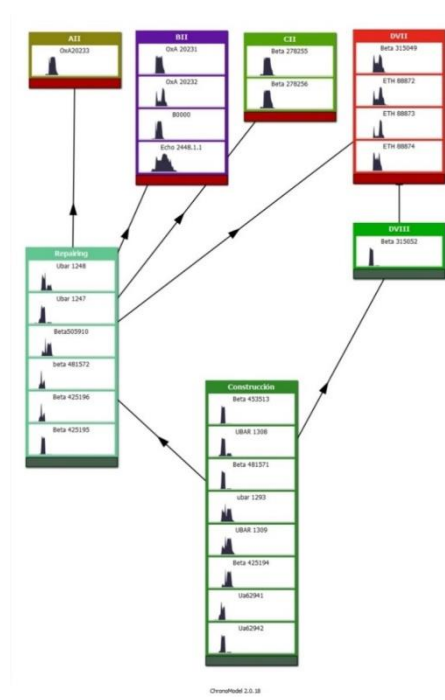 AII
OxA20233
BII
OxA 20231
OxA 20232
B0000
Echo 2448.1.1
CII
Beta 278255
Beta 278256
DVII
Beta 315049
ETH 88872
ETH 88873
ETH 88874
DVIII
Beta 315052
Repairing
Ubar 1248
Ubar 1247
Beta505910
beta 481572
Beta 425196
Beta 425195
Construcción
Beta 453513
UBAR 1308
Beta 481571
ubar 1293
UBAR 1309
Beta 425194
Ua62941
Ua62942
ChronoModel 2.0.18